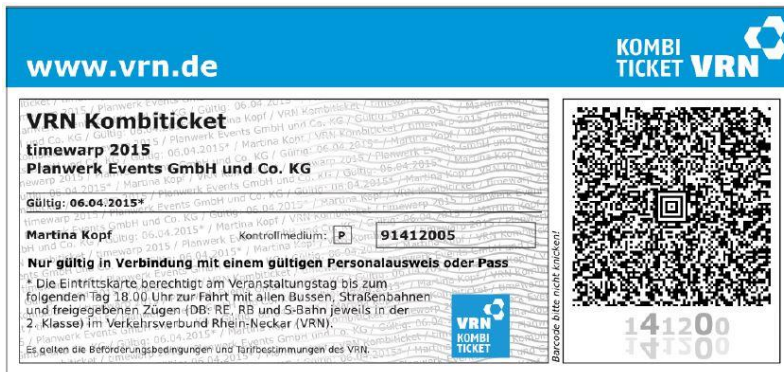 www.vrn.de
KOMBI
TICKET VRN
VRN Kombiticket
timewarp 2015
Planwerk Events GmbH und Co. KG
Gültig: 06.04.2015*
Martina Kopf Kontrollmedium: P 91412005
Nur gültig in Verbindung mit einem gültigen Personalausweis oder Pass
* Die Eintrittskarte berechtigt am Veranstaltungstag bis zum
folgenden Tag 18.00 Uhr zur Fahrt mit allen Bussen, Straßenbahnen
und freigegebenen Zügen (DB: RE, RB und S-Bahn jeweils in der
2. Klasse) im Verkehrsverbund Rhein-Neckar (VRN).
Es gelten die Beförderungsbedingungen und Tarifbestimmungen des VRN.
VRN
KOMBI
TICKET
Barcode bitte nicht knicken!
141200